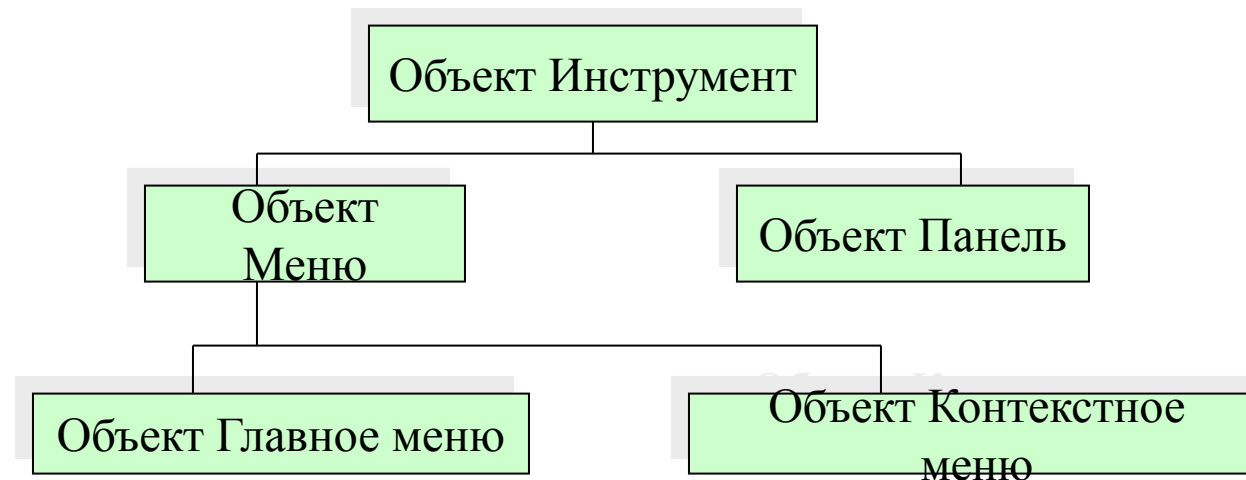 Объект Инструмент
Объект
Меню
Объект Панель
Объект Главное меню
Объект Контекстное
меню